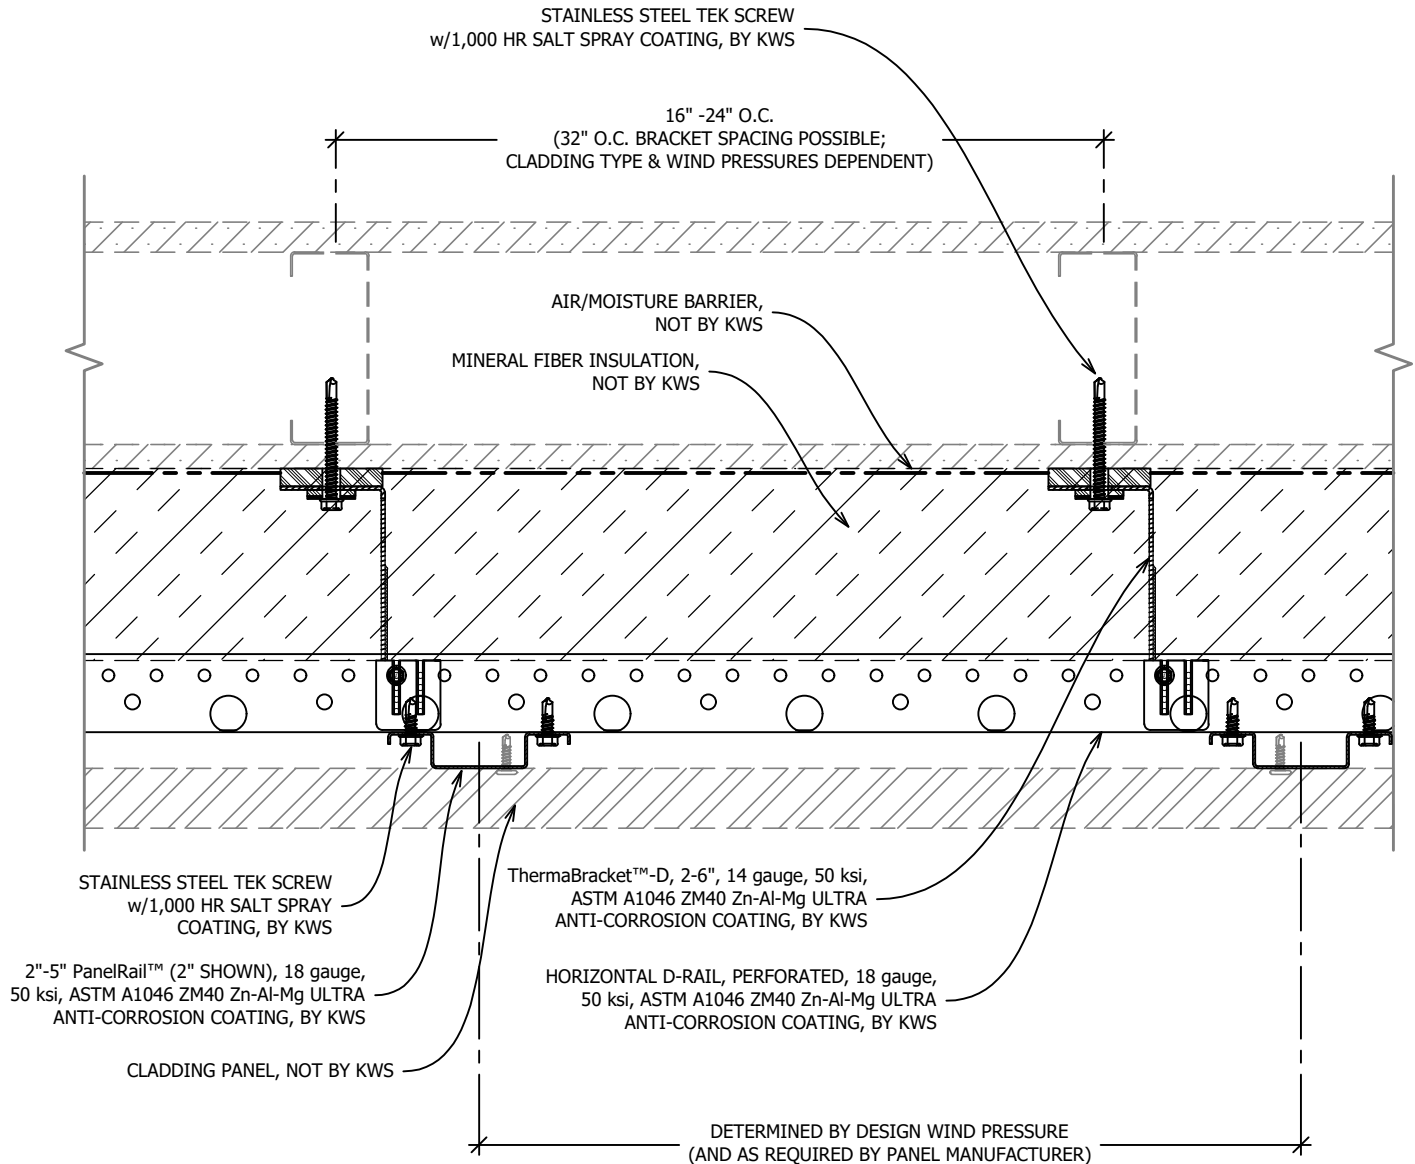 STAINLESS STEEL TEK SCREW
w/1,000 HR SALT SPRAY COATING, BY KWS
16" -24" O.C.
(32" O.C. BRACKET SPACING POSSIBLE;
CLADDING TYPE & WIND PRESSURES DEPENDENT)
AIR/MOISTURE BARRIER,
NOT BY KWS
MINERAL FIBER INSULATION,
NOT BY KWS
STAINLESS STEEL TEK SCREW
w/1,000 HR SALT SPRAY
COATING, BY KWS
2"-5" PanelRail™ (2" SHOWN), 18 gauge,
50 ksi, ASTM A1046 ZM40 Zn-Al-Mg ULTRA
ANTI-CORROSION COATING, BY KWS
CLADDING PANEL, NOT BY KWS
ThermaBracket™-D, 2-6", 14 gauge, 50 ksi,
ASTM A1046 ZM40 Zn-Al-Mg ULTRA
ANTI-CORROSION COATING, BY KWS
HORIZONTAL D-RAIL, PERFORATED, 18 gauge,
50 ksi, ASTM A1046 ZM40 Zn-Al-Mg ULTRA
ANTI-CORROSION COATING, BY KWS
DETERMINED BY DESIGN WIND PRESSURE
(AND AS REQUIRED BY PANEL MANUFACTURER)